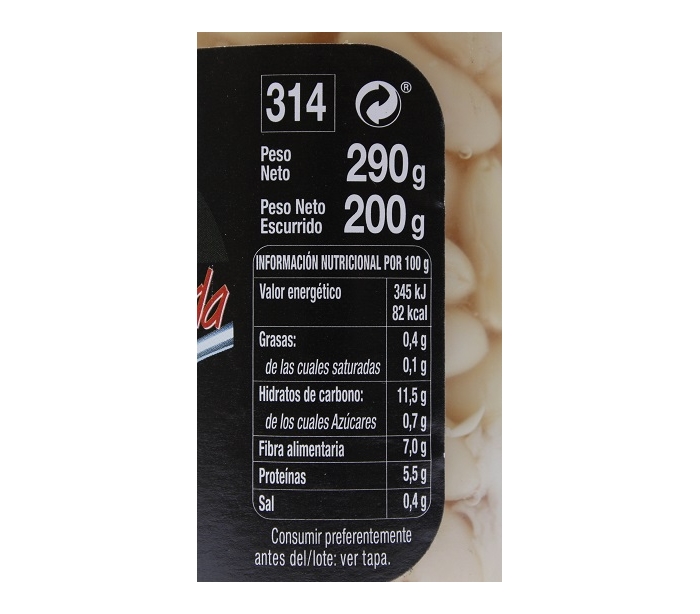 314 ®
Peso
Neto 290 g
Peso Neto
Escurrido 200 g
INFORMACIÓN NUTRICIONAL POR 100 g
Valor energético 345 kJ
82 kcal
Grasas: 0,4 g
de las cuales saturadas 0,1 g
Hidratos de carbono: 11,5 g
de los cuales Azúcares 0,7 g
Fibra alimentaria 7,0 g
Proteínas 5,5 g
Sal 0,4 g
Consumir preferentemente
antes del/lote: ver tapa.